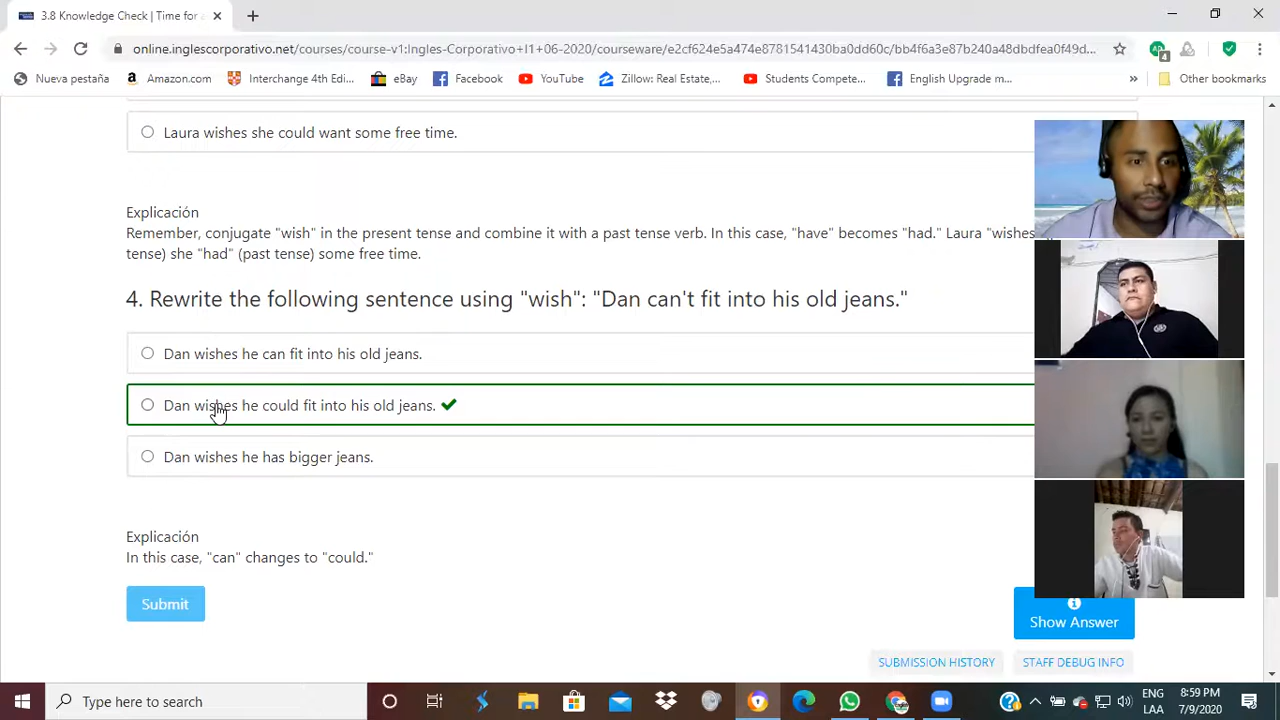 3.8 Knowledge Check | Time for a
online.inglescorporativo.net/courses/course-v1:Ingles-Corporativo+I1+06-2020/courseware/e2cf624e5a474e8781541430ba0dd60c/bb4f6a3e87b240a48dbdfea0f49d...
4
Nueva pestaña
Amazon.com
Interchange 4th Edi...
eBay
Facebook
YouTube
Zillow: Real Estate,...
Students Compete...
English Upgrade m...
Other bookmarks
Laura wishes she could want some free time.
Explicación
Remember, conjugate "wish" in the present tense and combine it with a past tense verb. In this case, "have" becomes "had." Laura "wishes
tense) she "had" (past tense) some free time.
4. Rewrite the following sentence using "wish": "Dan can't fit into his old jeans."
Dan wishes he can fit into his old jeans.
Dan wishes he could fit into his old jeans.
Dan wishes he has bigger jeans.
Explicación
In this case, "can" changes to "could."
Submit
Show Answer
SUBMISSION HISTORY
STAFF DEBUG INFO
Type here to search
ENG
LAA
8:59 PM
7/9/2020